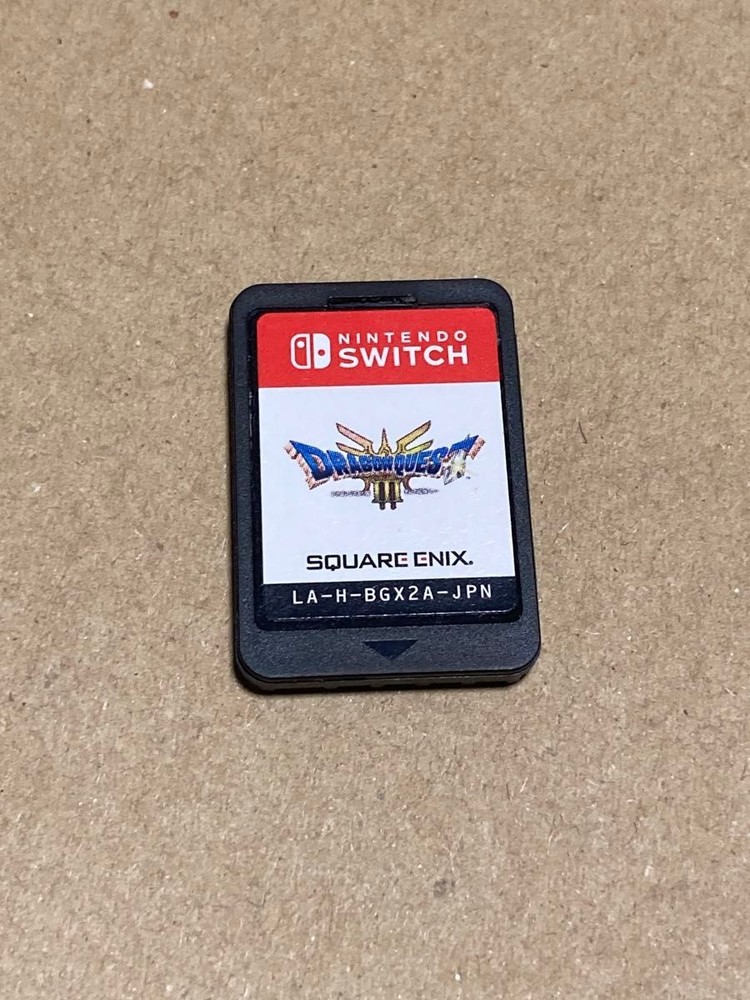 NINTENDO
SWITCH
DRAGON QUEST
III
SQUARE ENIX.
LA-H-BGX2A-JPN